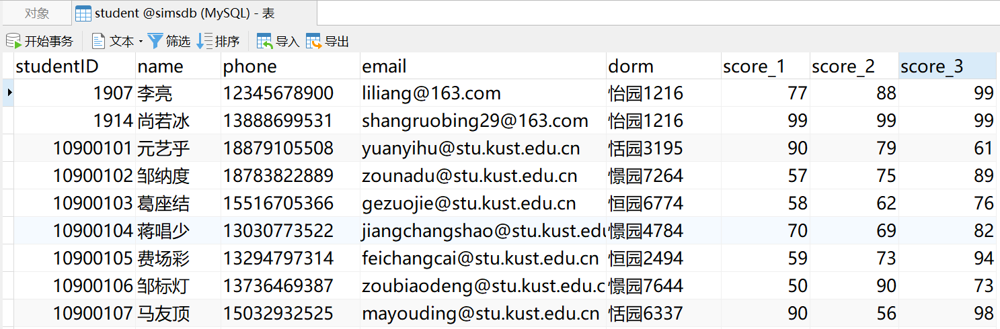 对象 student @simsdb (MySQL) - 表
开始事务 文本 筛选 排序 导入 导出
studentID name phone email dorm score_1 score_2 score_3
1907 李亮 12345678900 liliang@163.com 怡园1216 77 88 99
1914 尚若冰 13888699531 shangruobing29@163.com 怡园1216 99 99 99
10900101 元艺乎 18879105508 yuanyihu@stu.kust.edu.cn 恬园3195 90 79 61
10900102 邹纳度 18783822889 zounadu@stu.kust.edu.cn 憬园7264 57 75 89
10900103 葛座结 15516705366 gezuojie@stu.kust.edu.cn 恒园6774 58 62 76
10900104 蒋唱少 13030773522 jiangchangshao@stu.kust.edu 憬园4784 70 69 82
10900105 费场彩 13294797314 feichangcai@stu.kust.edu.cn 恒园2494 59 73 94
10900106 邹标灯 13736469387 zoubiaodeng@stu.kust.edu.c 憬园7644 50 90 73
10900107 马友顶 15032932525 mayouding@stu.kust.edu.cn 恬园6337 90 56 98